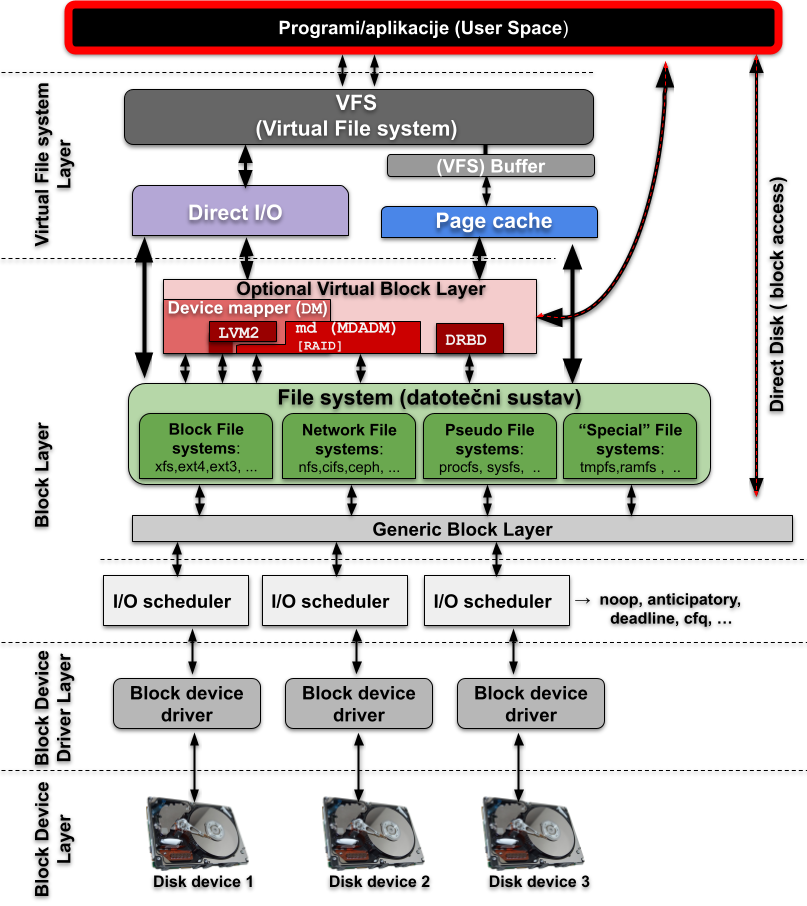 Programi/aplikacije (User Space)
Virtual File system
Layer
VFS
(Virtual File system)
(VFS) Buffer
Direct I/O
Page cache
Direct Disk ( block access)
Optional Virtual Block Layer
Device mapper (DM)
LVM2
md (MDADM)
[RAID]
DRBD
Block Layer
File system (datotečni sustav)
Block File
systems:
xfs,ext4,ext3, ...
Network File
systems:
nfs,cifs,ceph, ...
Pseudo File
systems:
procfs, sysfs, ..
“Special” File
systems:
tmpfs,ramfs , ..
Generic Block Layer
I/O scheduler
I/O scheduler
I/O scheduler
→ noop, anticipatory,
deadline, cfq, …
Block Device
Driver Layer
Block device
driver
Block device
driver
Block device
driver
Block Device
Layer
Disk device 1
Disk device 2
Disk device 3